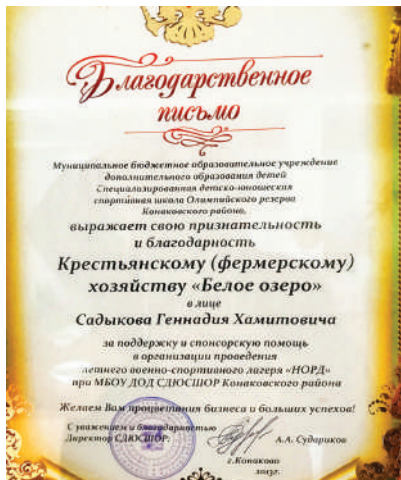 Благодарственное
письмо
Муниципальное бюджетное образовательное учреждение
дополнительного образования детей
Специализированная детско-юношеская
спортивная школа Олимпийского резерва
Конаковского района,
выражает свою признательность
и благодарность
Крестьянскому (фермерскому)
хозяйству «Белое озеро»
в лице
Садыкова Геннадия Хамитовича
за поддержку и спонсорскую помощь
в организации проведения
летнего военно-спортивного лагеря «НОРД»
при МБОУ ДОД СДЮСШОР Конаковского района
Желаем Вам процветания бизнеса и больших успехов!
С уважением и благодарностью
Директор СДЮСШОР: А.А. Судариков
г.Конаково
2013г.